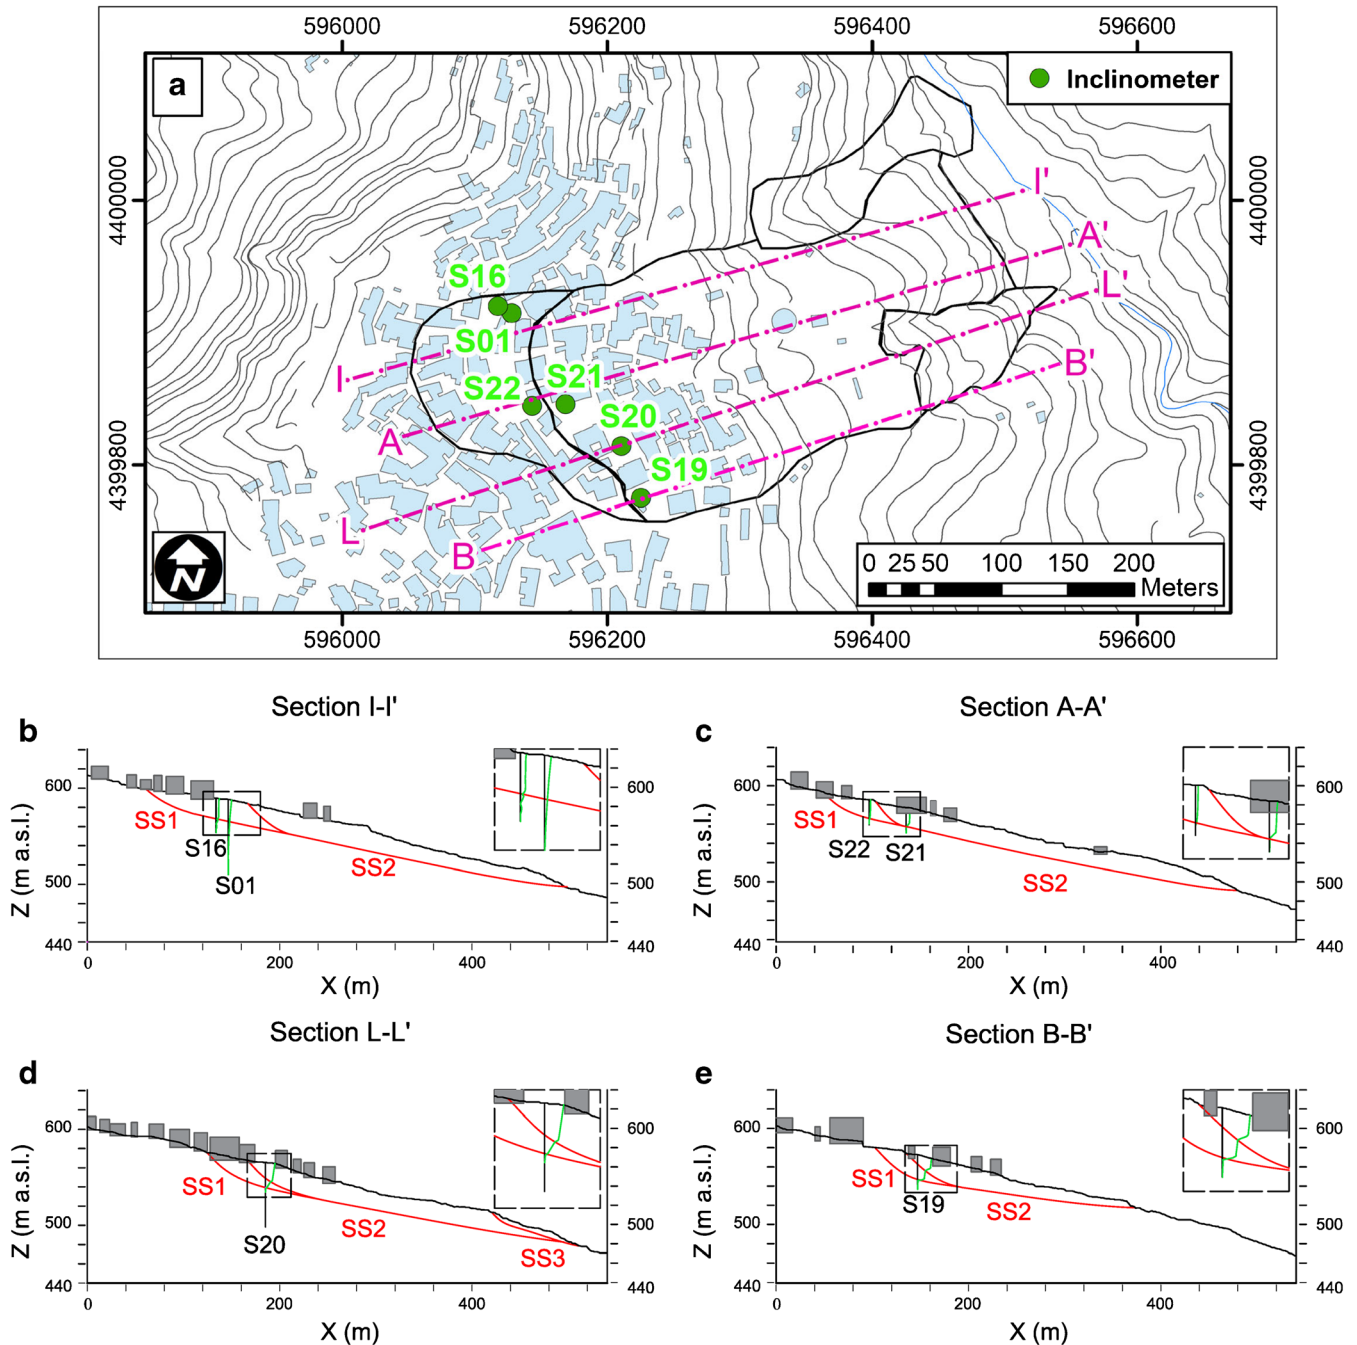 596000 596200 596400 596600
a
Inclinometer
4400000
4400000
I'
A'
S16
L'
S01
I
B'
S22 S21
S20
A
4399800
S19
4399800
L
B
0 25 50 100 150 200
Meters
N
596000 596200 596400 596600
Section I-I'
Section A-A'
b
c
600
SS1
S16
SS2
S01
500
440
Z (m a.s.l.)
600
500
440
0 200 400
X (m)
600
SS1
S22 S21
SS2
500
440
Z (m a.s.l.)
600
500
440
0 200 400
X (m)
Section L-L'
Section B-B'
d
e
600
SS1
SS2
S20
SS3
500
440
Z (m a.s.l.)
600
500
440
0 200 400
X (m)
600
SS1
S19
SS2
500
440
Z (m a.s.l.)
600
500
440
0 200 400
X (m)